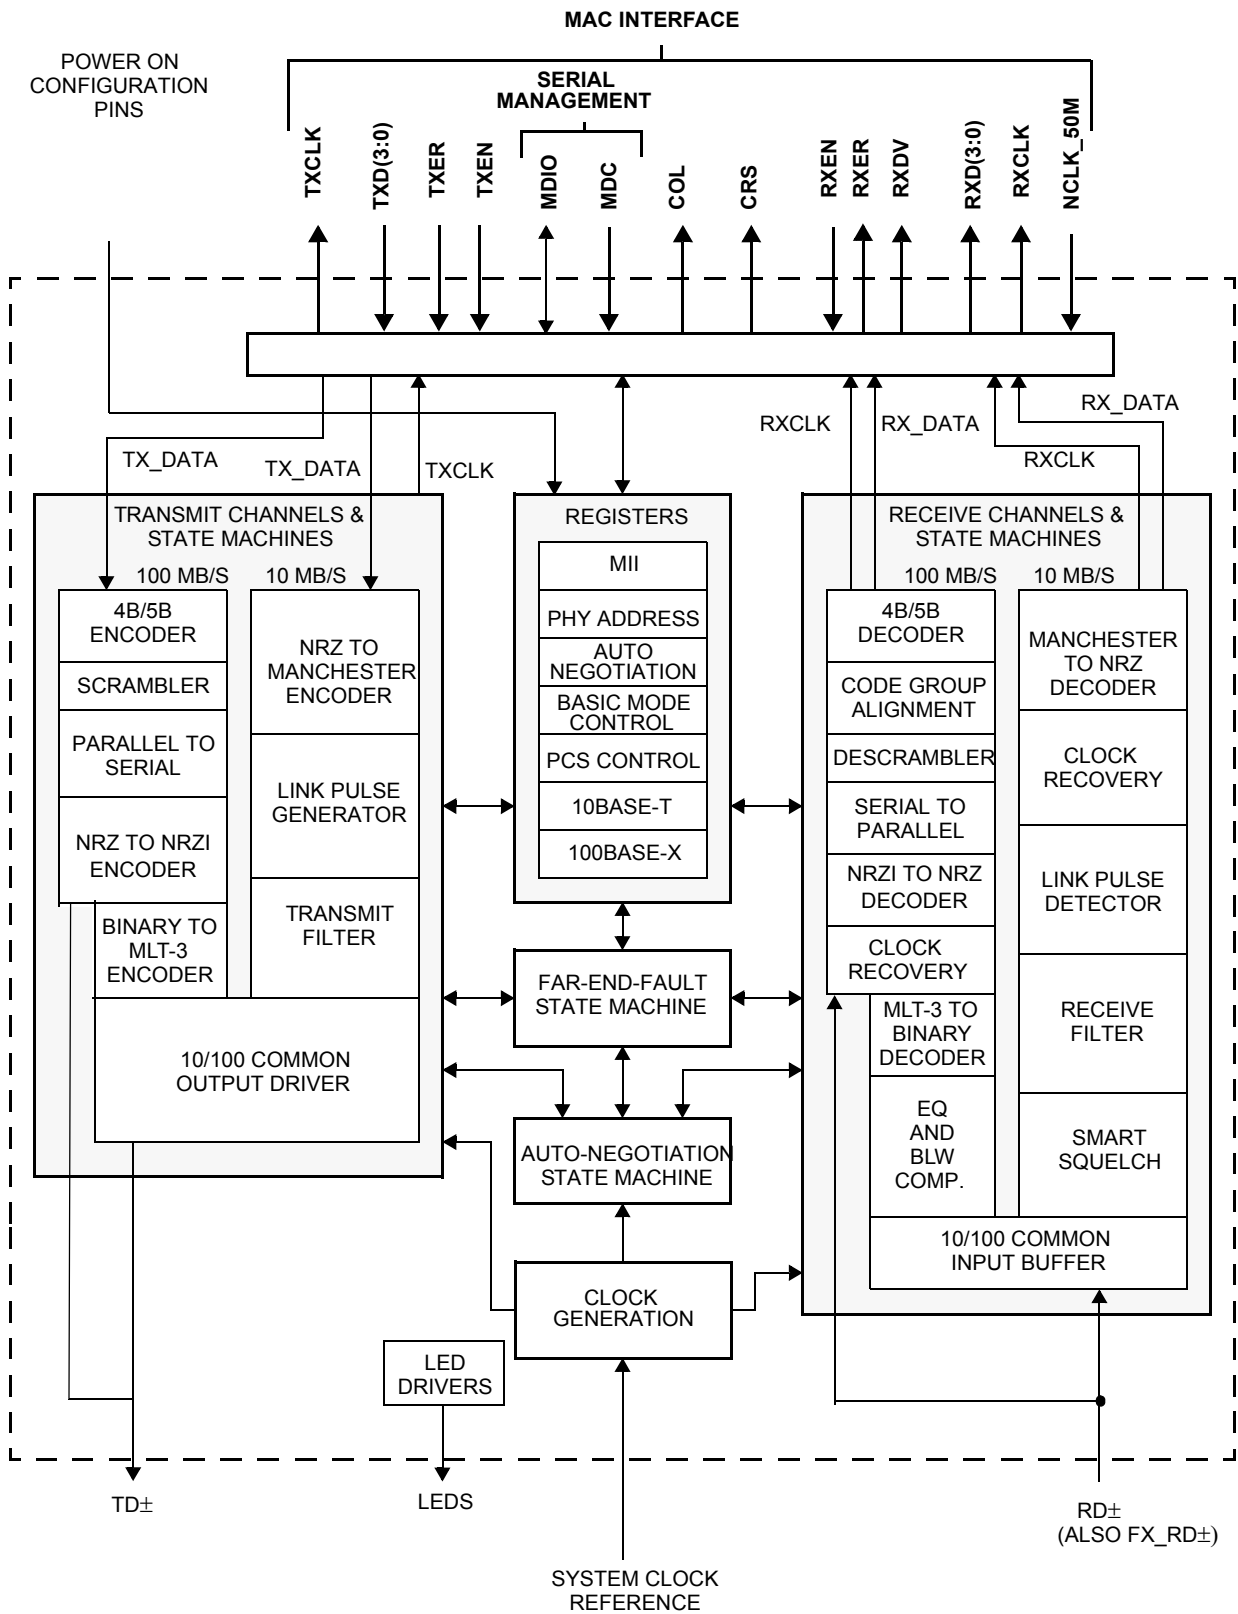 MAC INTERFACE
POWER ON
CONFIGURATION
PINS
SERIAL
MANAGEMENT
TXCLK
TXD(3:0)
TXER
TXEN
MDIO
MDC
COL
CRS
RXEN
RXER
RXDV
RXD(3:0)
RXCLK
NCLK_50M
TX_DATA
TX_DATA
TXCLK
RXCLK
RX_DATA
RXCLK
RX_DATA
TRANSMIT CHANNELS &
STATE MACHINES
100 MB/S
10 MB/S
4B/5B
ENCODER
SCRAMBLER
PARALLEL TO
SERIAL
NRZ TO NRZI
ENCODER
BINARY TO
MLT-3
ENCODER
NRZ TO
MANCHESTER
ENCODER
LINK PULSE
GENERATOR
TRANSMIT
FILTER
10/100 COMMON
OUTPUT DRIVER
REGISTERS
MII
PHY ADDRESS
AUTO
NEGOTIATION
BASIC MODE
CONTROL
PCS CONTROL
10BASE-T
100BASE-X
FAR-END-FAULT
STATE MACHINE
AUTO-NEGOTIATION
STATE MACHINE
CLOCK
GENERATION
LED
DRIVERS
RECEIVE CHANNELS &
STATE MACHINES
100 MB/S
10 MB/S
4B/5B
DECODER
CODE GROUP
ALIGNMENT
DESCRAMBLER
SERIAL TO
PARALLEL
NRZI TO NRZ
DECODER
CLOCK
RECOVERY
MLT-3 TO
BINARY
DECODER
EQ
AND
BLW
COMP.
MANCHESTER
TO NRZ
DECODER
CLOCK
RECOVERY
LINK PULSE
DETECTOR
RECEIVE
FILTER
SMART
SQUELCH
10/100 COMMON
INPUT BUFFER
TD±
LEDS
RD±
(ALSO FX_RD±)
SYSTEM CLOCK
REFERENCE